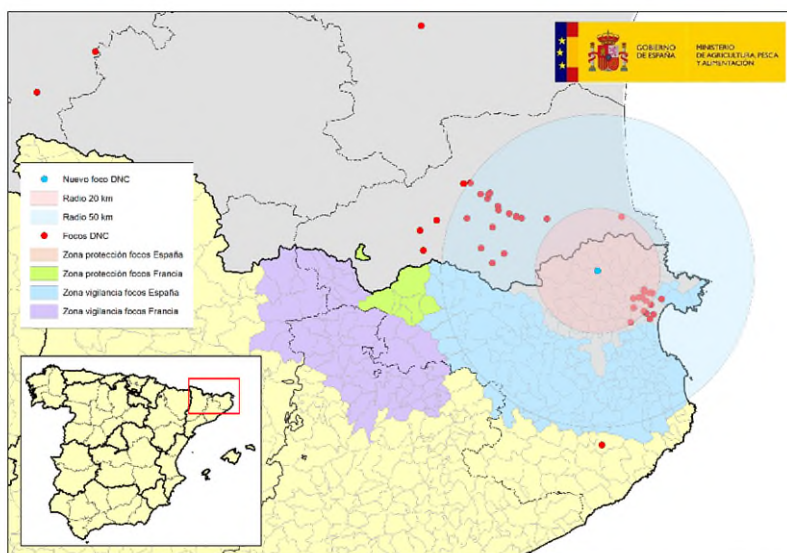 GOBIERNO
DE ESPAÑA
MINISTERIO
DE AGRICULTURA, PESCA
Y ALIMENTACIÓN
Nuevo foco DNC
Radio 20 km
Radio 50 km
Focos DNC
Zona protección focos España
Zona protección focos Francia
Zona vigilancia focos España
Zona vigilancia focos Francia